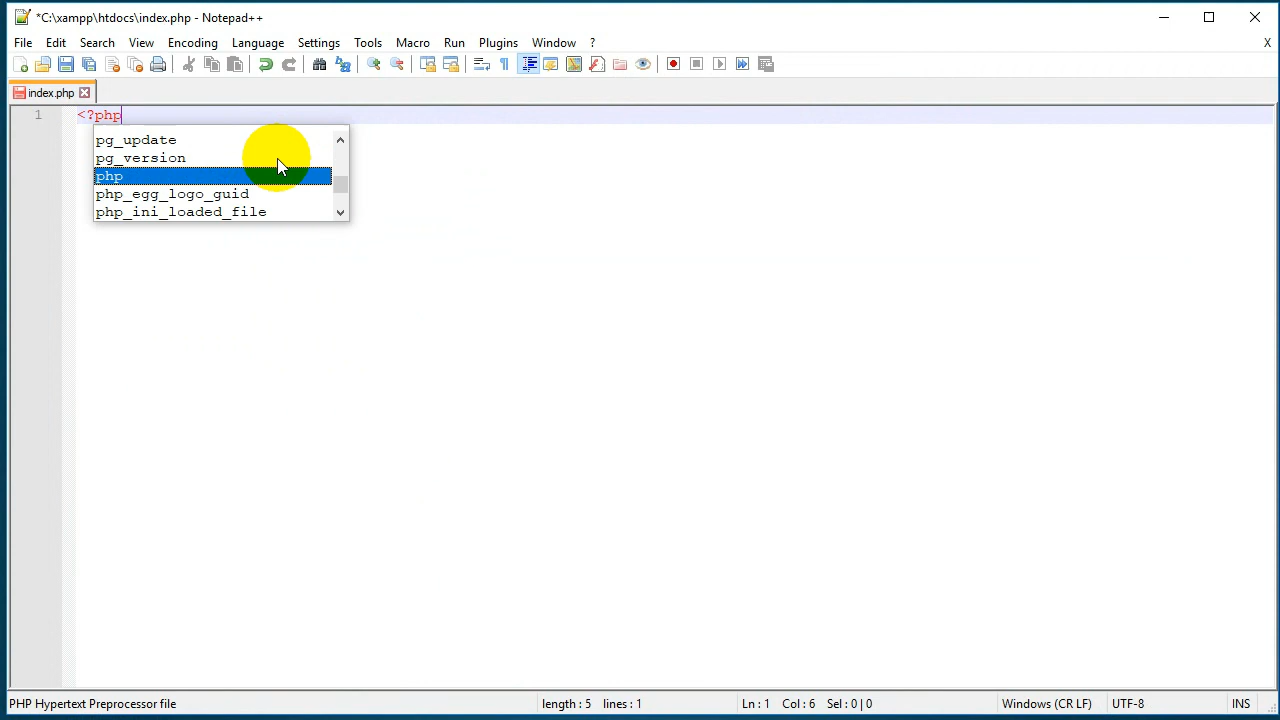 *C:\xampp\htdocs\index.php - Notepad++
File Edit Search View Encoding Language Settings Tools Macro Run Plugins Window ? X
index.php
1 <?php
pg_update
pg_version
php
php_egg_logo_guid
php_ini_loaded_file
PHP Hypertext Preprocessor file length : 5 lines : 1 Ln : 1 Col : 6 Sel : 0 | 0 Windows (CR LF) UTF-8 INS